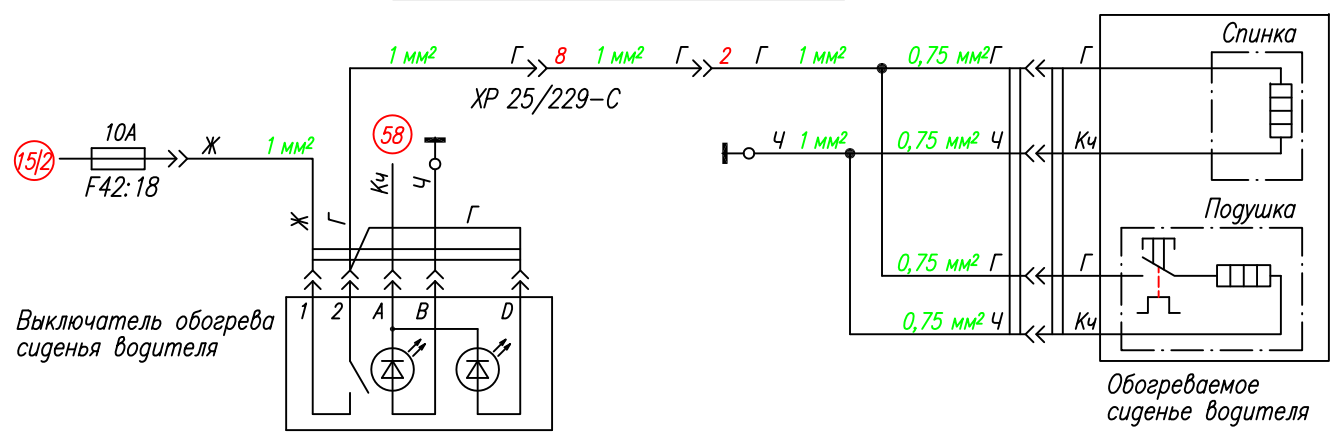 Спинка
1 мм² Г 8 1 мм² Г 2 Г 1 мм² 0,75 мм² Г Г
ХР 25/229-С
10А Ж 1 мм² 58 Ч 1 мм² 0,75 мм² Ч Кч
15/2
F42:18 Кч Ч
Ж Г Г Подушка
0,75 мм² Г Г
1 2 А В D 0,75 мм² Ч Кч
Выключатель обогрева
сиденья водителя
Обогреваемое
сиденье водителя